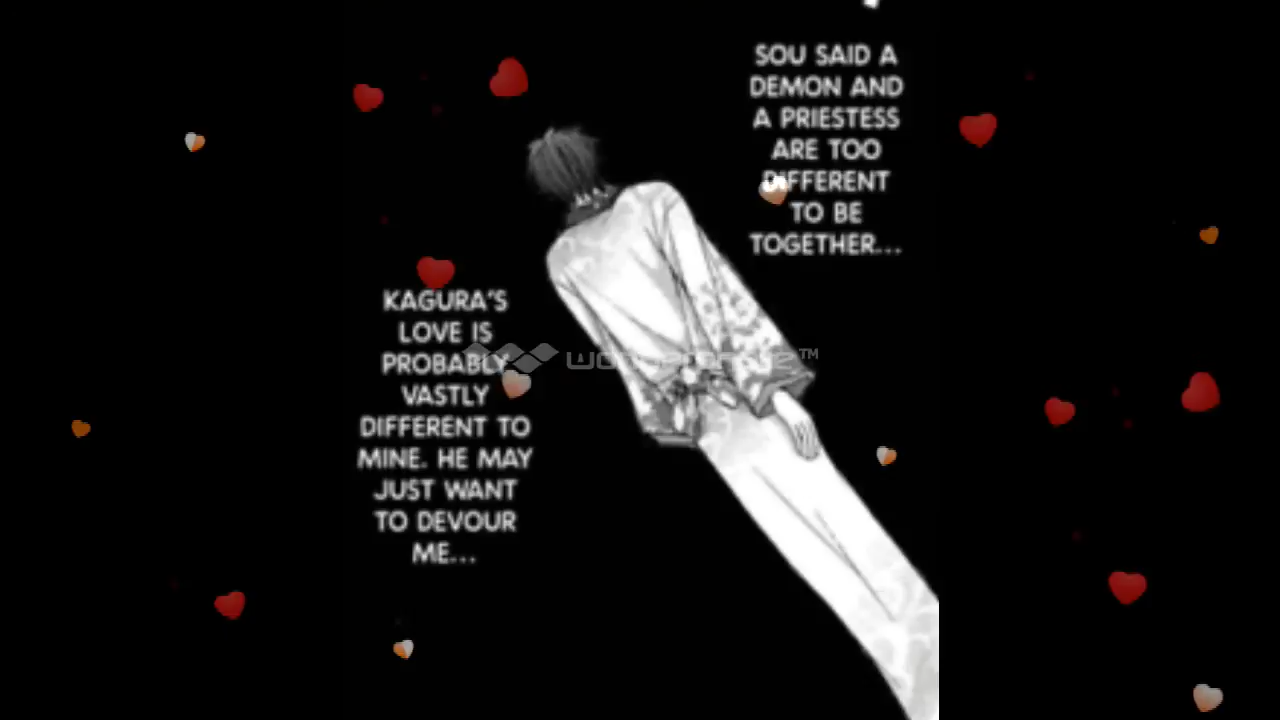 SOU SAID A
DEMON AND
A PRIESTESS
ARE TOO
DIFFERENT
TO BE
TOGETHER...
KAGURA'S
LOVE IS
PROBABLY
VASTLY
DIFFERENT TO
MINE. HE MAY
JUST WANT
TO DEVOUR
ME...